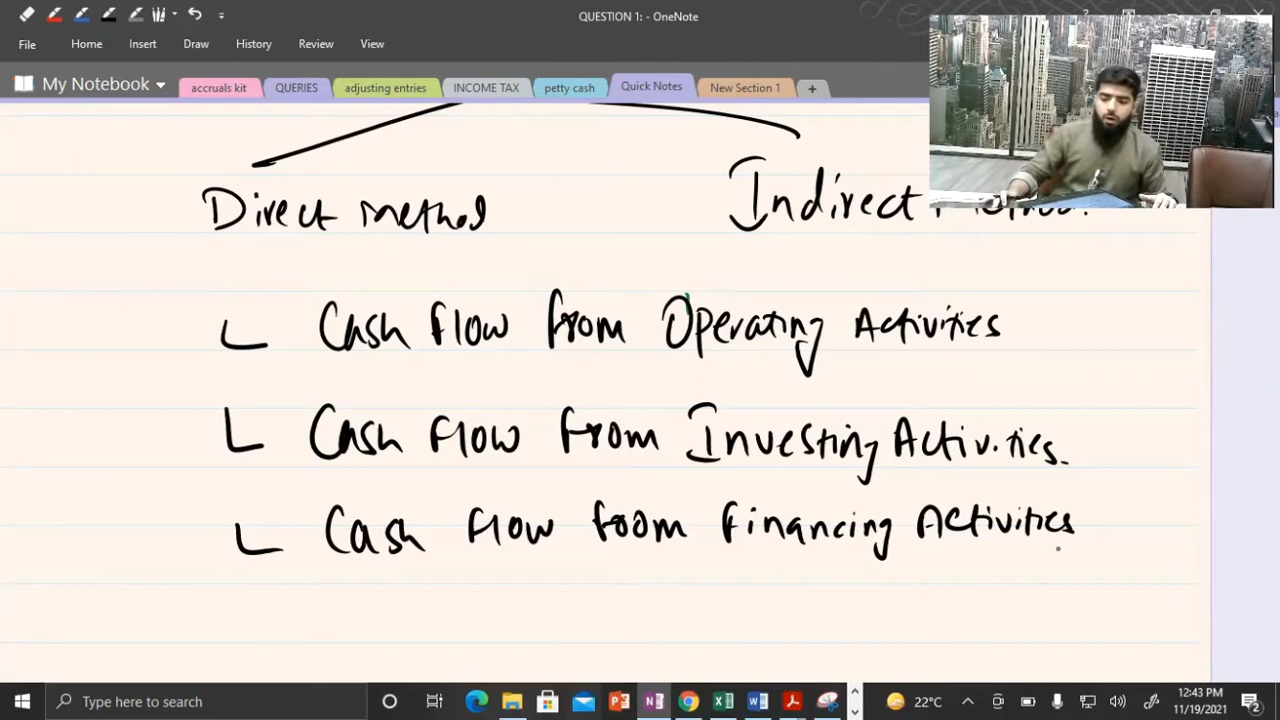 QUESTION 1: - OneNote
File Home Insert Draw History Review View
My Notebook accruals kit QUERIES adjusting entries INCOME TAX petty cash Quick Notes New Section 1
Direct Method Indirect
Cash Flow from Operating Activities
Cash Flow from Investing Activities.
Cash Flow from Financing Activities
Type here to search 22°C 12:43 PM
11/19/2021 2